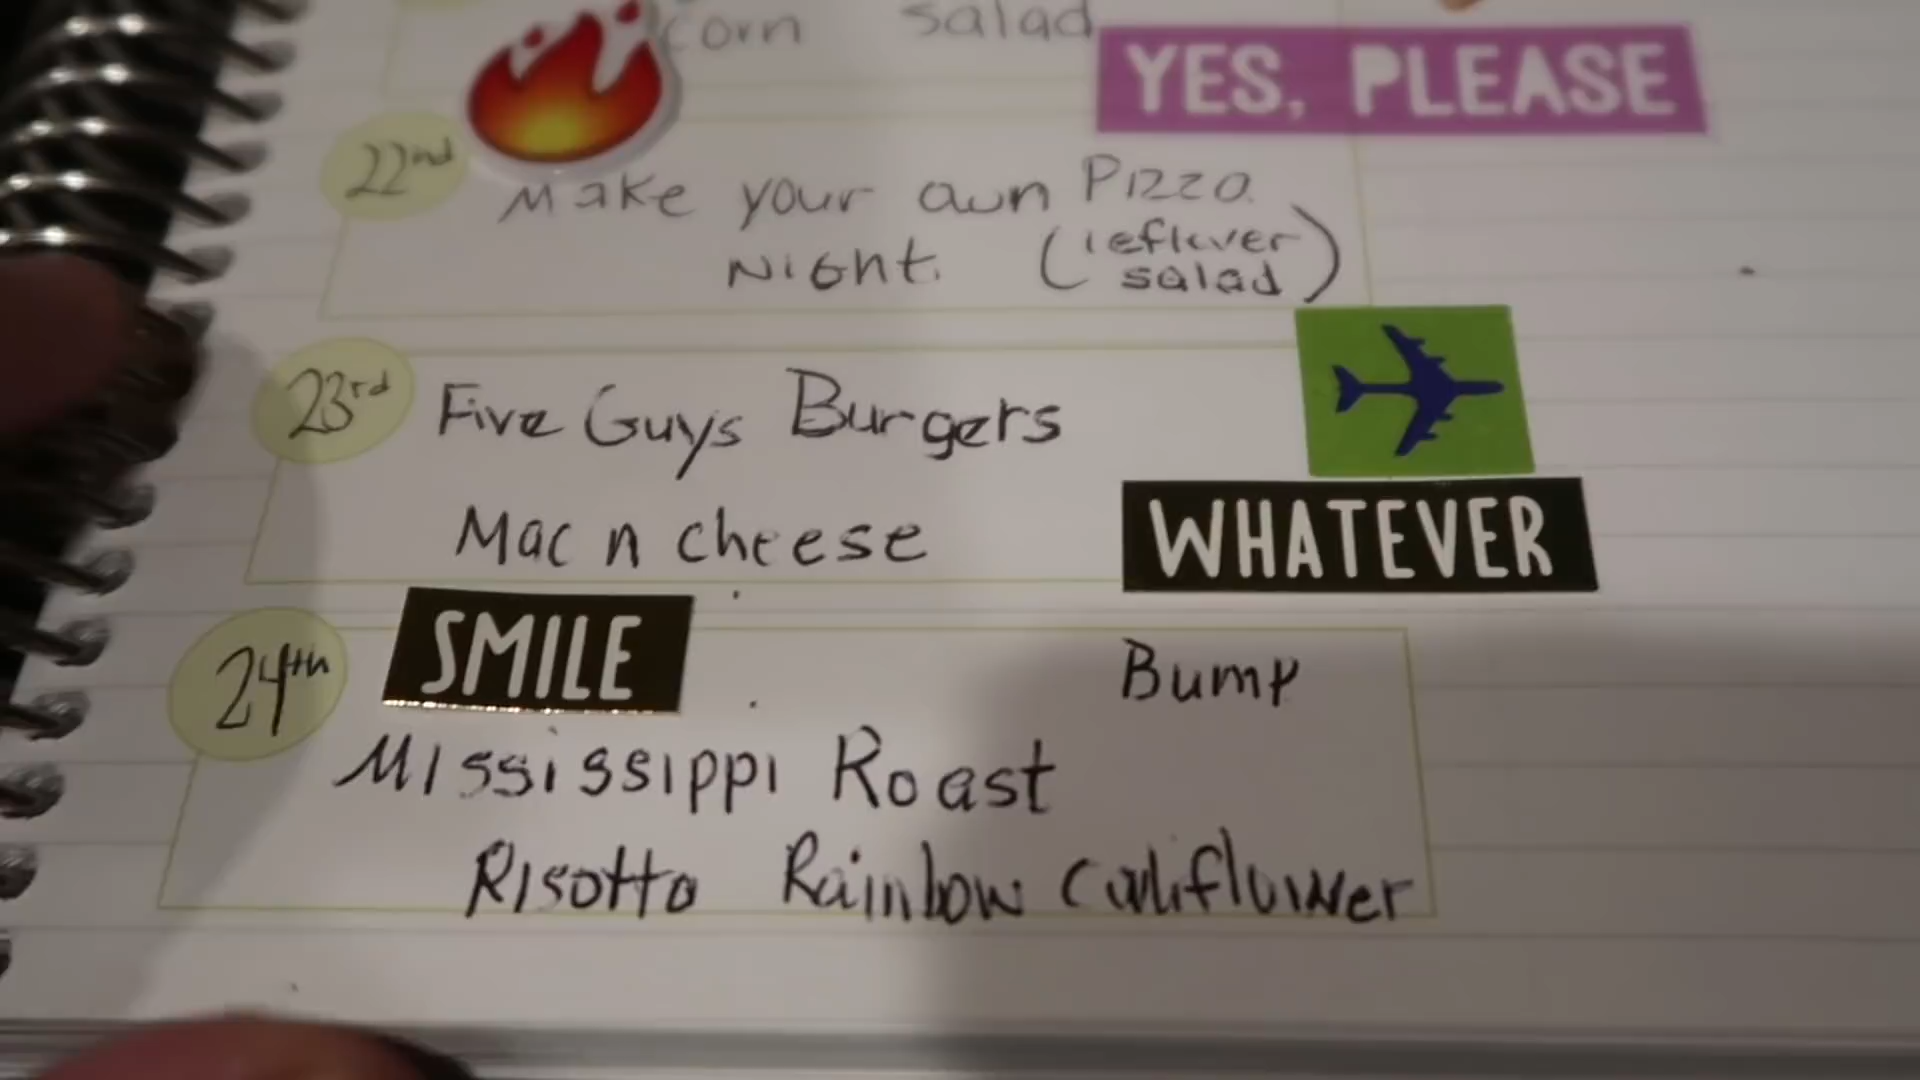 corn salad
YES, PLEASE
22nd
Make your own Pizza
Night. (leftover
salad)
23rd Five Guys Burgers
Mac n cheese
WHATEVER
24th SMILE Bump
Mississippi Roast
Risotto Rainbow Cauliflower